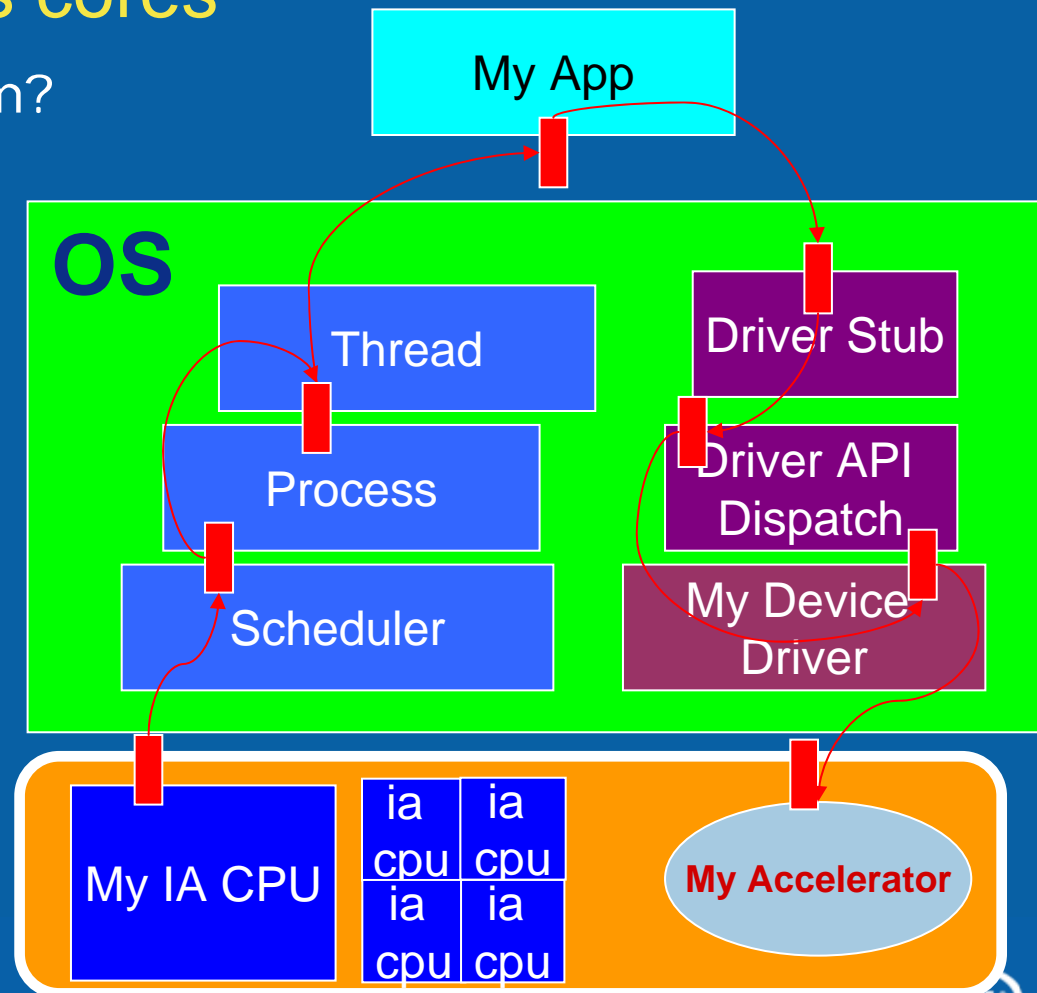 s cores
m?
My App
OS
Thread
Driver Stub
Process
Driver API
Dispatch
Scheduler
My Device
Driver
My IA CPU
ia
cpu
ia
cpu
ia
cpu
ia
cpu
My Accelerator